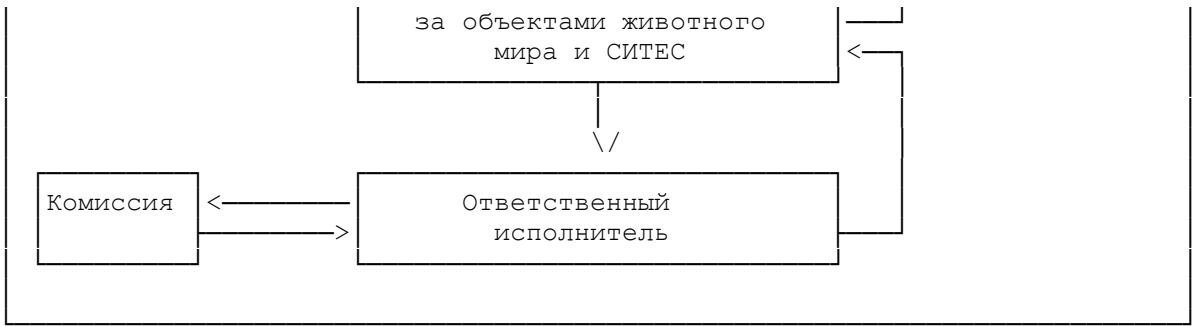 за объектами животного
мира и СИТЕС
Комиссия
Ответственный
исполнитель